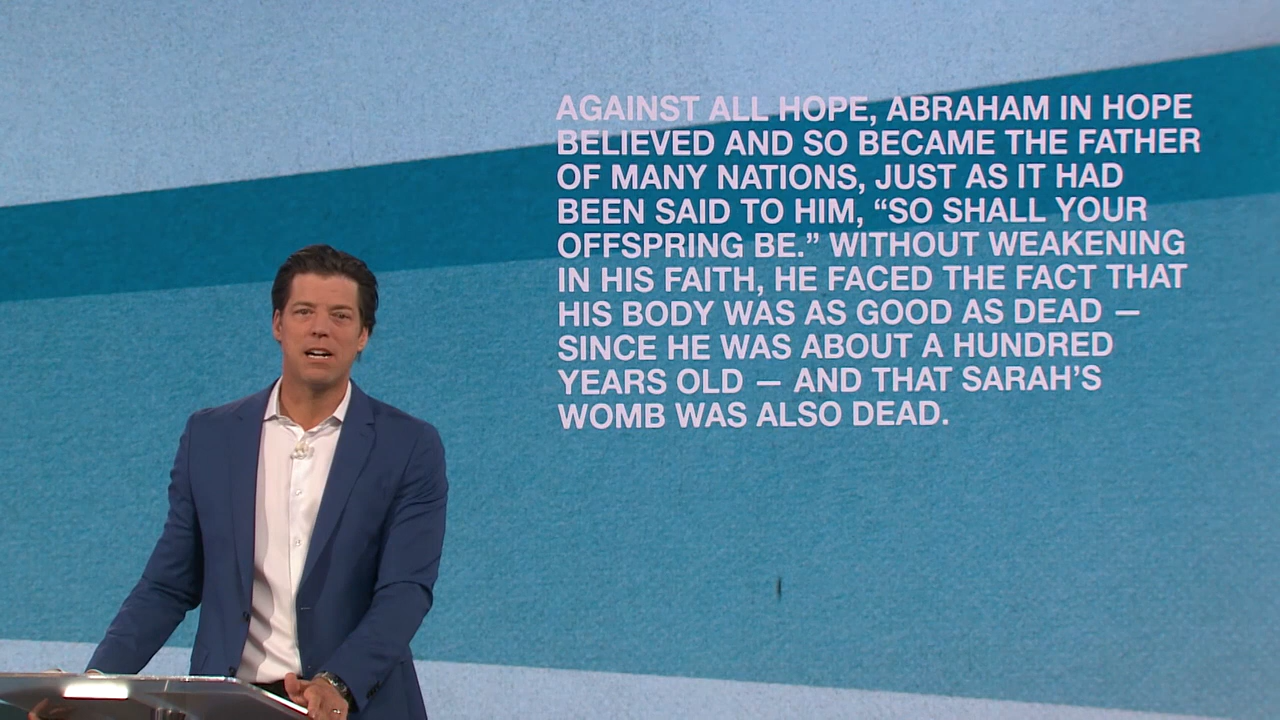 AGAINST ALL HOPE, ABRAHAM IN HOPE
BELIEVED AND SO BECAME THE FATHER
OF MANY NATIONS, JUST AS IT HAD
BEEN SAID TO HIM, “SO SHALL YOUR
OFFSPRING BE.” WITHOUT WEAKENING
IN HIS FAITH, HE FACED THE FACT THAT
HIS BODY WAS AS GOOD AS DEAD —
SINCE HE WAS ABOUT A HUNDRED
YEARS OLD — AND THAT SARAH’S
WOMB WAS ALSO DEAD.